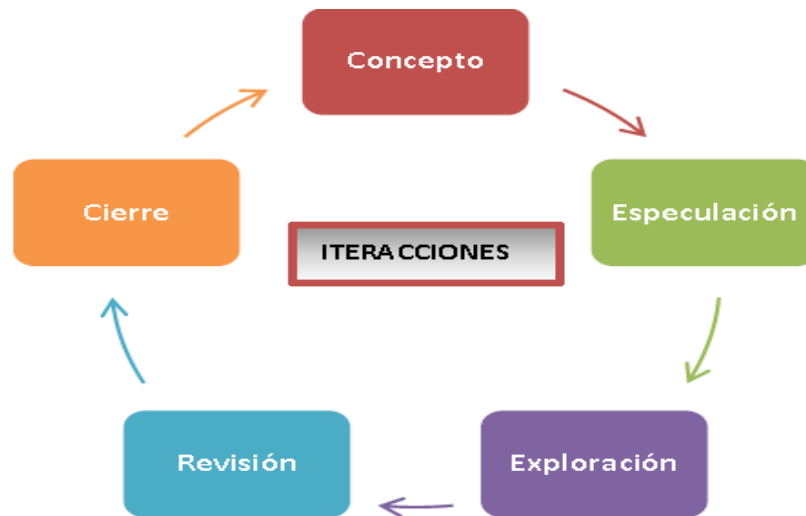 Concepto
Especulación
Exploración
Revisión
Cierre
ITERACCIONES